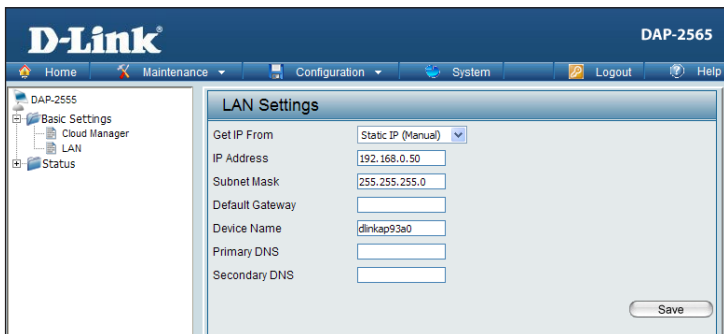 D-Link
DAP-2565
Home Maintenance Configuration System Logout Help
DAP-2555
Basic Settings
Cloud Manager
LAN
Status
LAN Settings
Get IP From Static IP (Manual)
IP Address 192.168.0.50
Subnet Mask 255.255.255.0
Default Gateway
Device Name dlinkap93a0
Primary DNS
Secondary DNS
Save